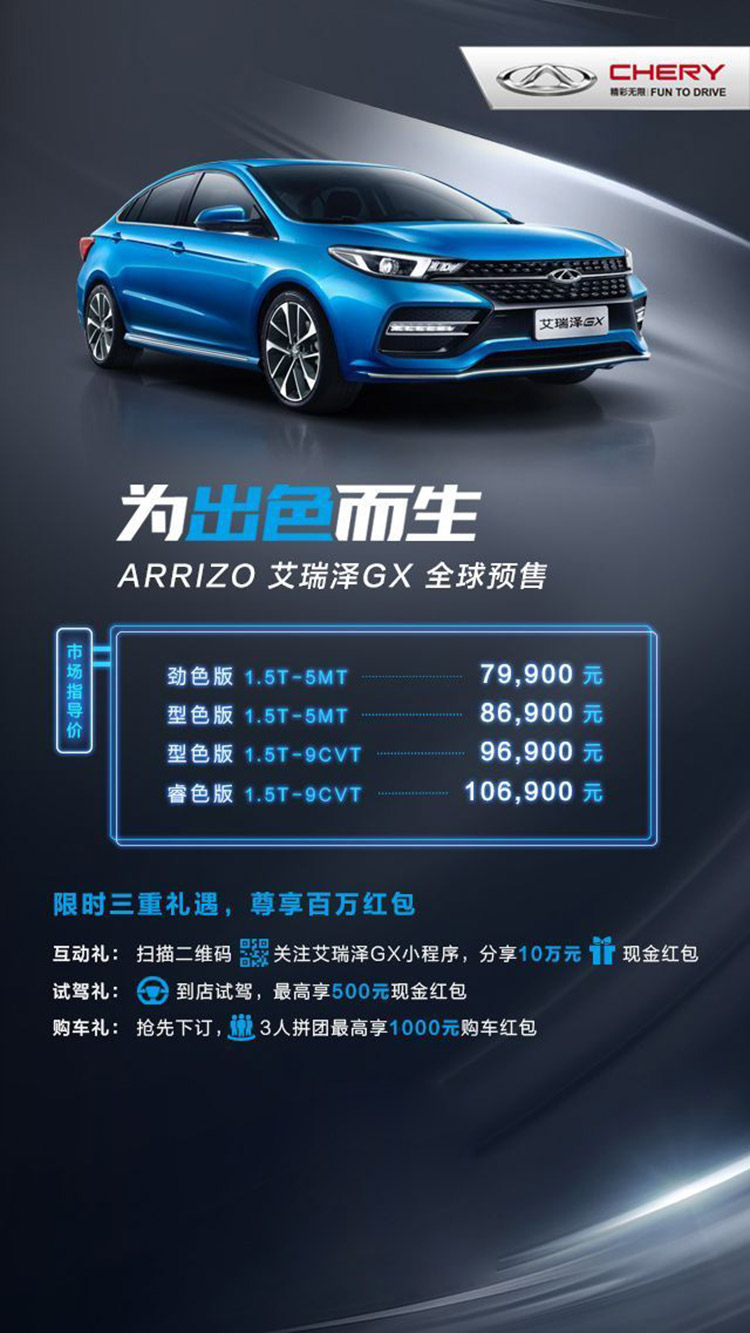 CHERY
精彩无限 FUN TO DRIVE
艾瑞泽GX
为出色而生
ARRIZO 艾瑞泽GX 全球预售
市场指导价
劲色版 1.5T-5MT 79,900 元
型色版 1.5T-5MT 86,900 元
型色版 1.5T-9CVT 96,900 元
睿色版 1.5T-9CVT 106,900 元
限时三重礼遇，尊享百万红包
互动礼： 扫描二维码 关注艾瑞泽GX小程序，分享10万元 现金红包
试驾礼： 到店试驾，最高享500元现金红包
购车礼： 抢先下订， 3人拼团最高享1000元购车红包